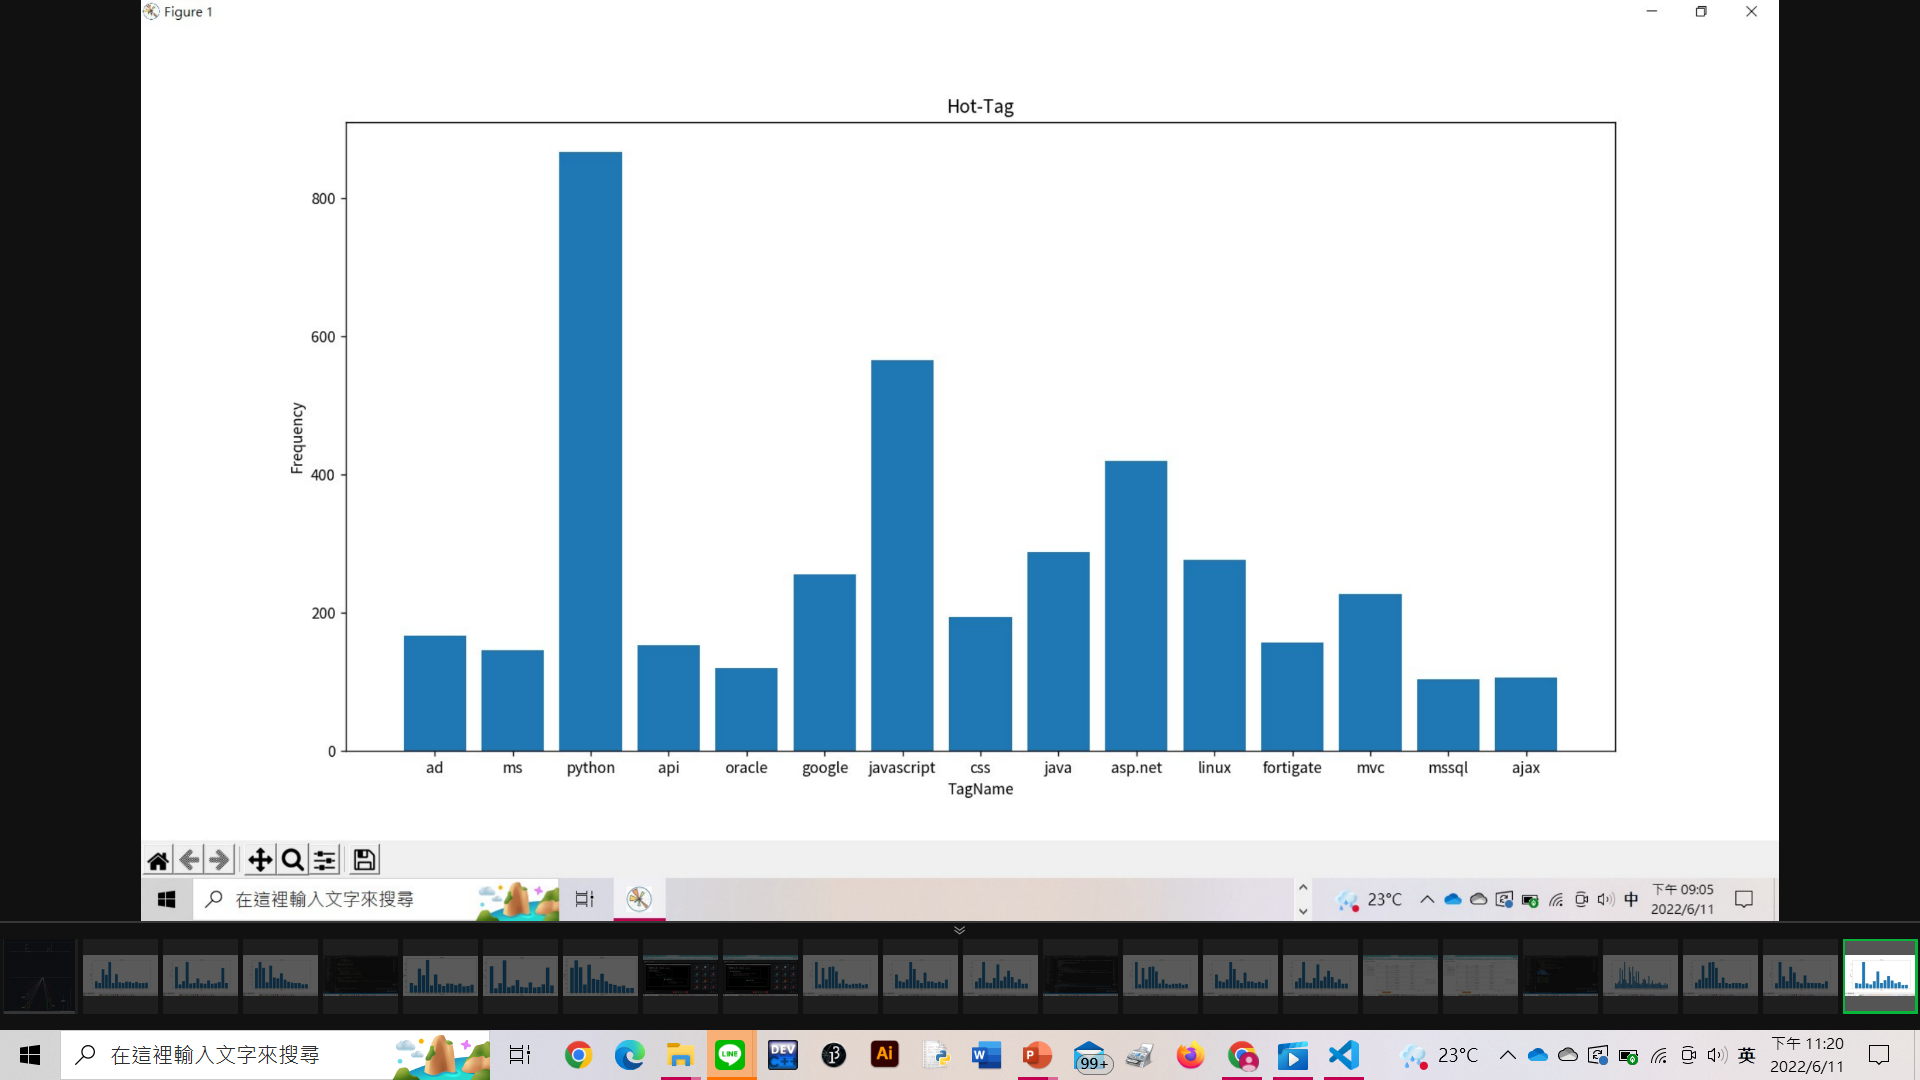 Figure 1
Hot-Tag
800
600
400
200
0
Frequency
ad ms python api oracle google javascript css java asp.net linux fortigate mvc mssql ajax
TagName
在這裡輸入文字來搜尋
23°C
中
下午 09:05
2022/6/11
在這裡輸入文字來搜尋
LINE
DEV
C++
Ai
W
P
99+
23°C
英
下午 11:20
2022/6/11